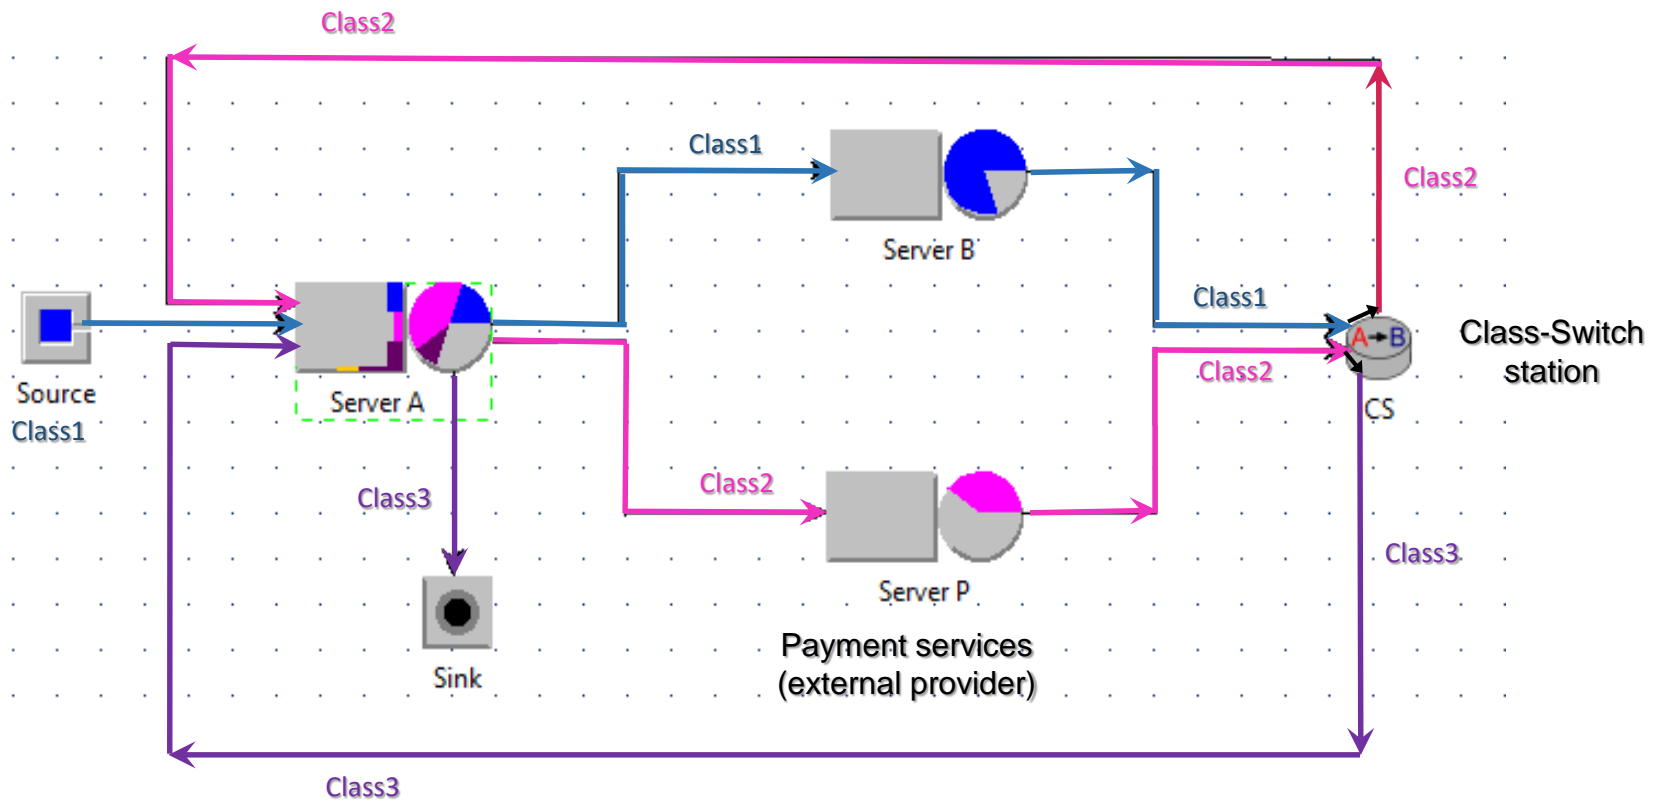 Class2
Class1
Class2
Server B
Class1
A
B
Class-Switch
station
Class2
CS
Source
Class1
Server A
Class3
Class2
Class3
Server P
Payment services
(external provider)
Sink
Class3